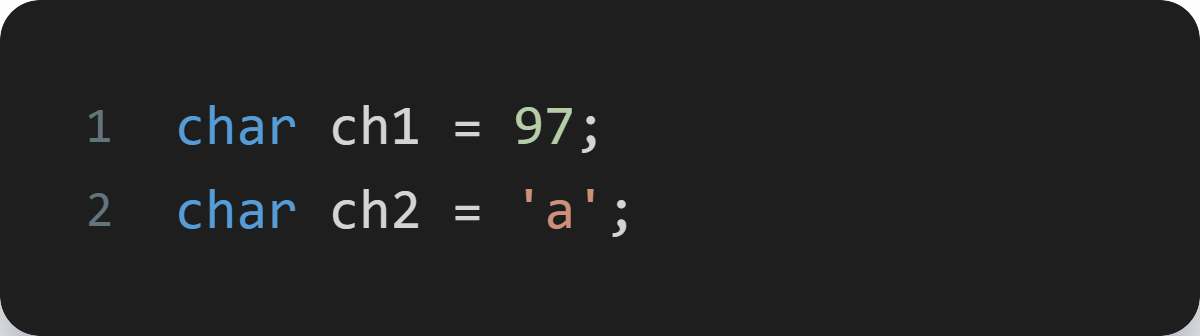 1 char ch1 = 97;
2 char ch2 = 'a';